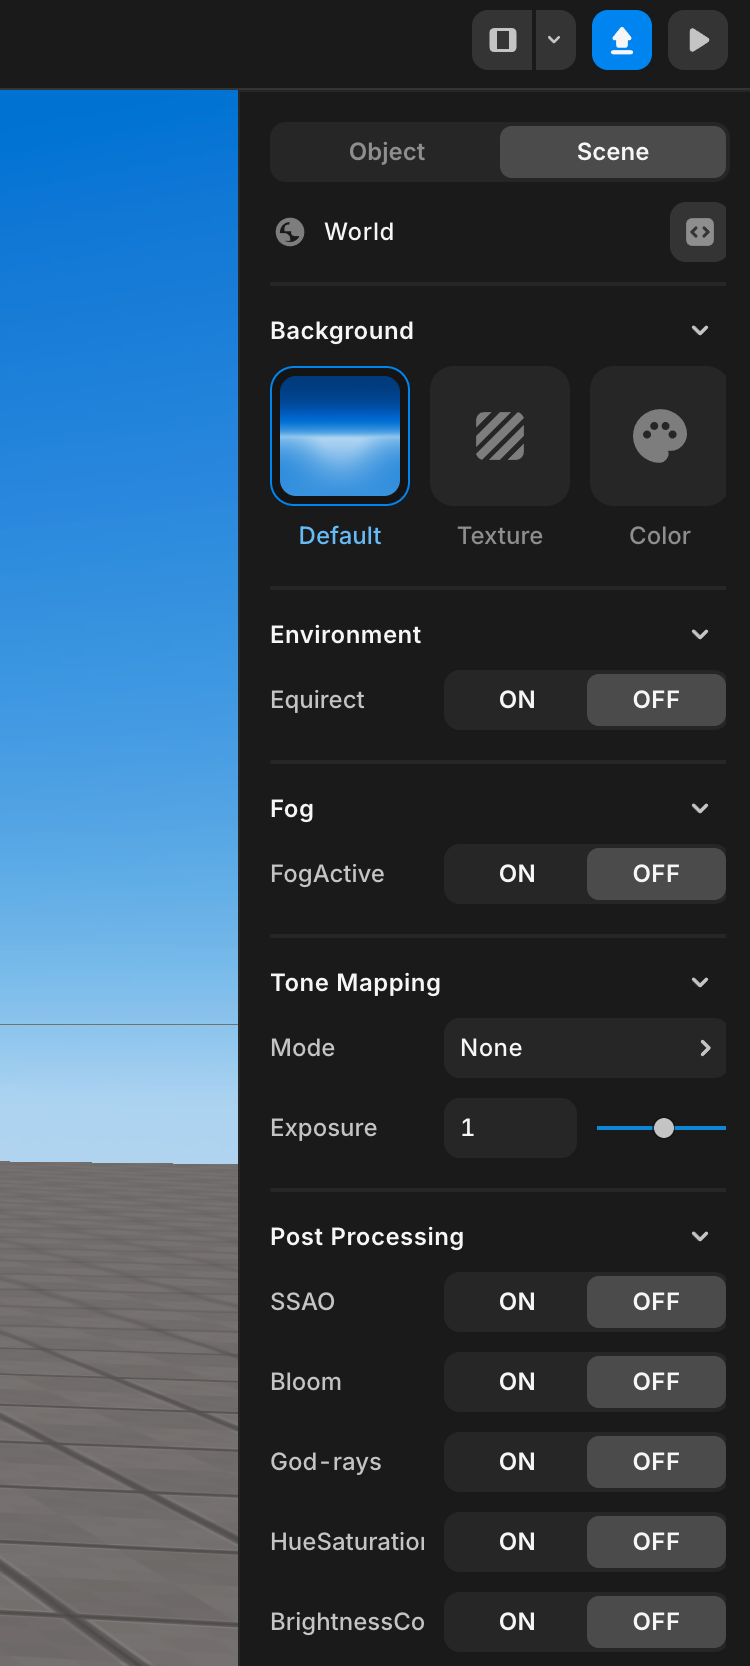 Object Scene
World
Background
Default Texture Color
Environment
Equirect ON OFF
Fog
FogActive ON OFF
Tone Mapping
Mode None
Exposure 1
Post Processing
SSAO ON OFF
Bloom ON OFF
God-rays ON OFF
HueSaturation ON OFF
BrightnessCo ON OFF